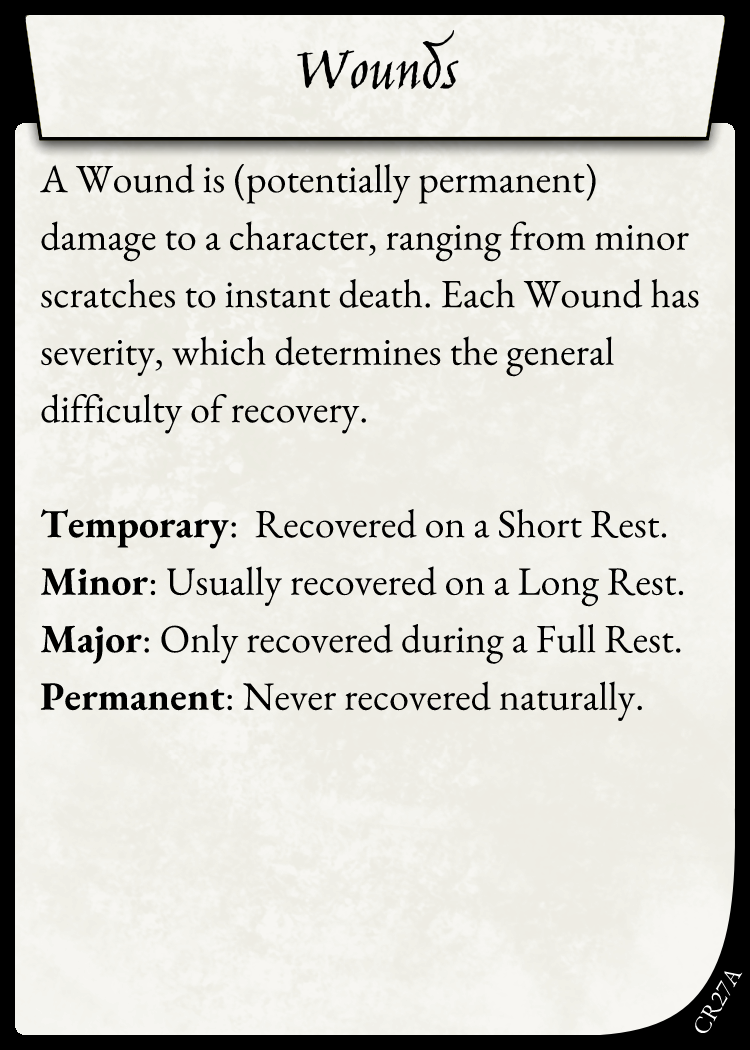 Wounds
A Wound is (potentially permanent)
damage to a character, ranging from minor
scratches to instant death. Each Wound has
severity, which determines the general
difficulty of recovery.
Temporary:  Recovered on a Short Rest.
Minor: Usually recovered on a Long Rest.
Major: Only recovered during a Full Rest.
Permanent: Never recovered naturally.
CR27A